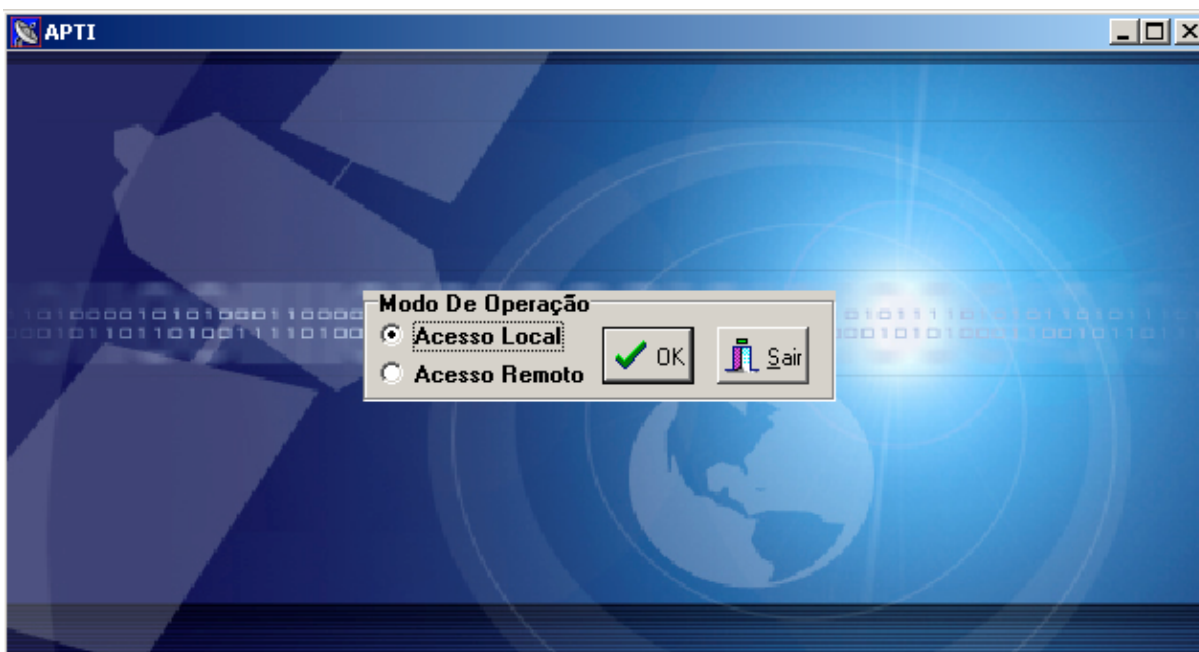 APTI
Modo De Operação
Acesso Local
Acesso Remoto
OK
Sair